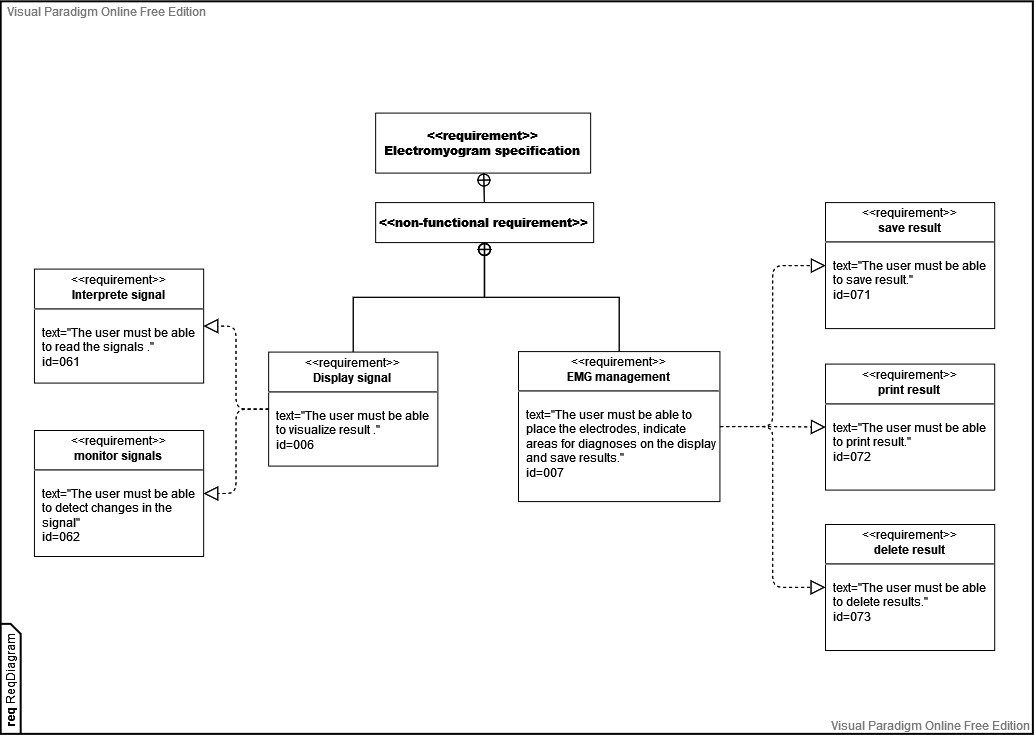 Visual Paradigm Online Free Edition
<<requirement>>
Electromyogram specification
<<non-functional requirement>>
<<requirement>>
Interprete signal
text="The user must be able
to read the signals ."
id=061
<<requirement>>
monitor signals
text="The user must be able
to detect changes in the
signal"
id=062
<<requirement>>
Display signal
text="The user must be able
to visualize result ."
id=006
<<requirement>>
EMG management
text="The user must be able to
place the electrodes, indicate
areas for diagnoses on the display
and save results."
id=007
<<requirement>>
save result
text="The user must be able
to save result."
id=071
<<requirement>>
print result
text="The user must be able
to print result."
id=072
<<requirement>>
delete result
text="The user must be able
to delete results."
id=073
req ReqDiagram
Visual Paradigm Online Free Edition